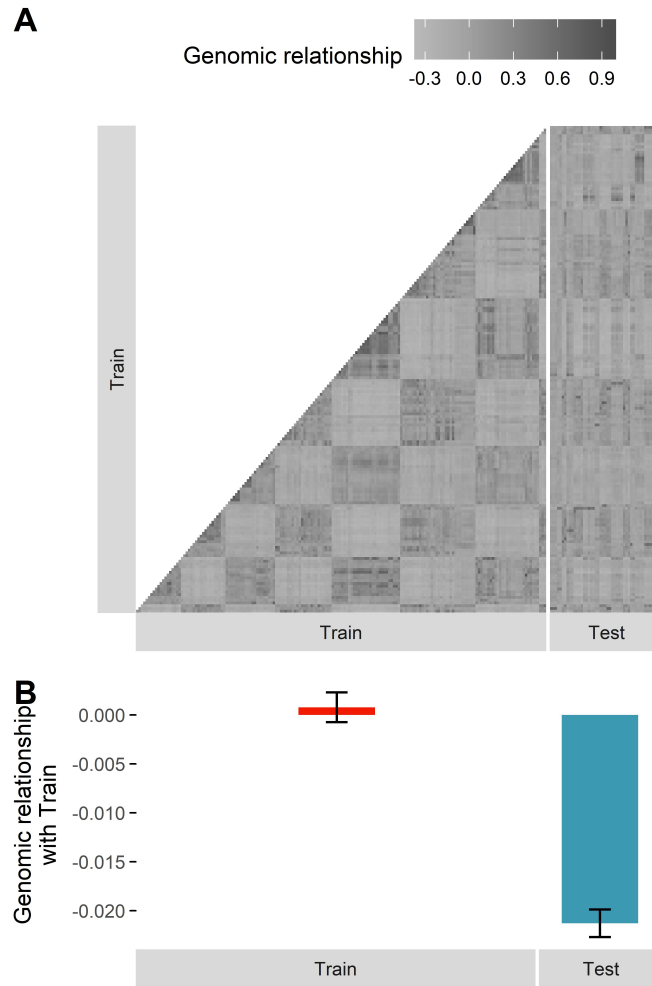 A
Genomic relationship
-0.3 0.0 0.3 0.6 0.9
Train
Train Test
B
Genomic relationship
with Train
0.000
-0.005
-0.010
-0.015
-0.020
Train Test